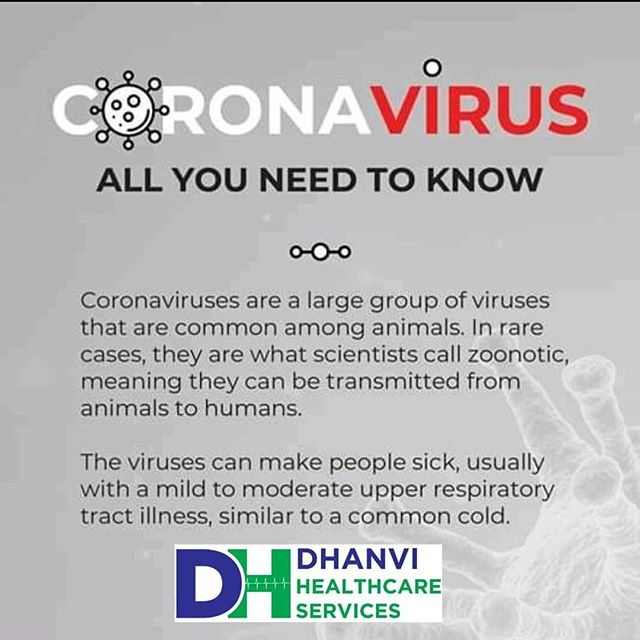 CORONAVIRUS
ALL YOU NEED TO KNOW
Coronaviruses are a large group of viruses
that are common among animals. In rare
cases, they are what scientists call zoonotic,
meaning they can be transmitted from
animals to humans.
The viruses can make people sick, usually
with a mild to moderate upper respiratory
tract illness, similar to a common cold.
DH DHANVI
HEALTHCARE
SERVICES